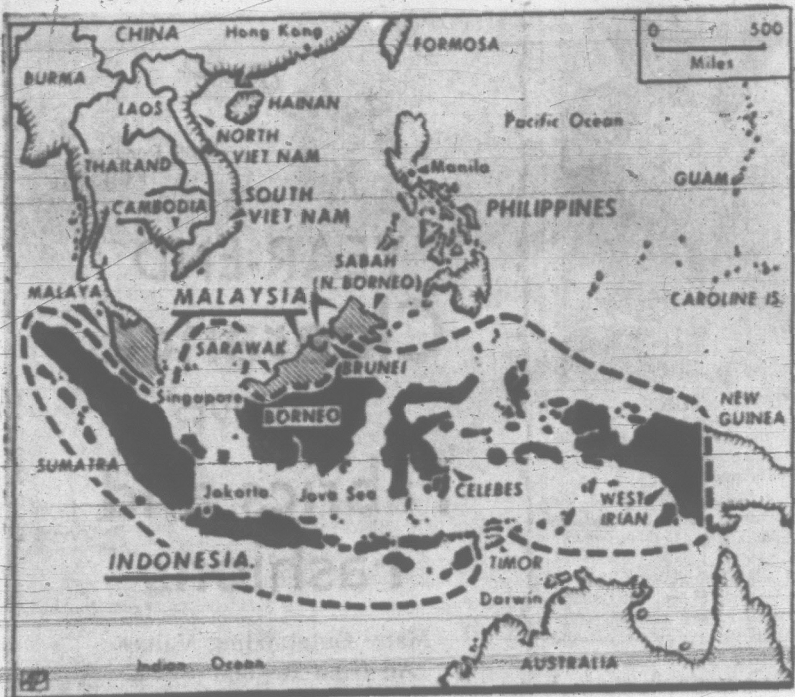 CHINA
Hong Kong
FORMOSA
0 500
Miles
BURMA
LAOS
HAINAN
NORTH
VIET NAM
Pacific Ocean
THAILAND
Manila
GUAM
CAMBODIA
SOUTH
VIET NAM
PHILIPPINES
SABAH
(N. BORNEO)
MALAYA
MALAYSIA
CAROLINE IS.
SARAWAK
BRUNEI
Singapore
BORNEO
NEW
GUINEA
SUMATRA
Jakarta
Java Sea
CELEBES
WEST
IRIAN
INDONESIA
TIMOR
Darwin
Indian Ocean
AUSTRALIA